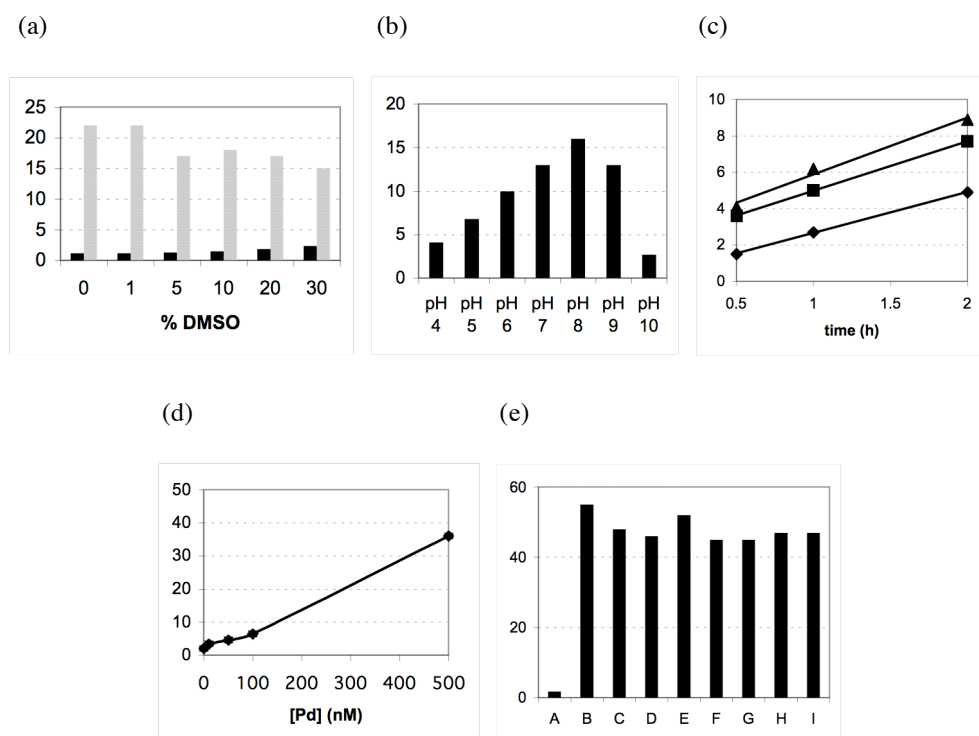 (a)
(b)
(c)
25
20
15
10
5
0
0 1 5 10 20 30
% DMSO
20
15
10
5
0
pH pH pH pH pH pH pH
4 5 6 7 8 9 10
10
8
6
4
2
0
0.5 1 1.5 2
time (h)
(d)
(e)
50
40
30
20
10
0
0 100 200 300 400 500
[Pd] (nM)
60
40
20
0
A B C D E F G H I